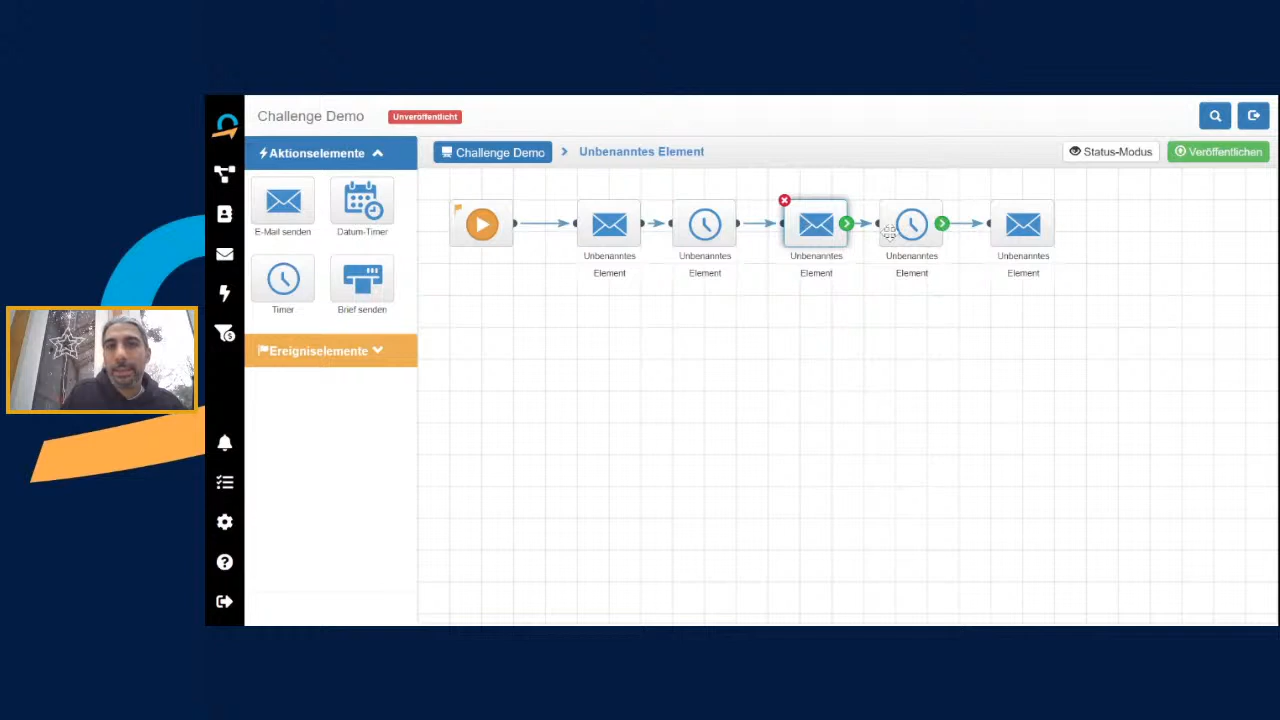 Challenge Demo
Unveröffentlicht
Aktionselemente
Challenge Demo
Unbenanntes Element
Status-Modus
Veröffentlichen
E-Mail senden
Datum-Timer
Timer
Brief senden
Ereigniselemente
Unbenanntes
Element
Unbenanntes
Element
Unbenanntes
Element
Unbenanntes
Element
Unbenanntes
Element